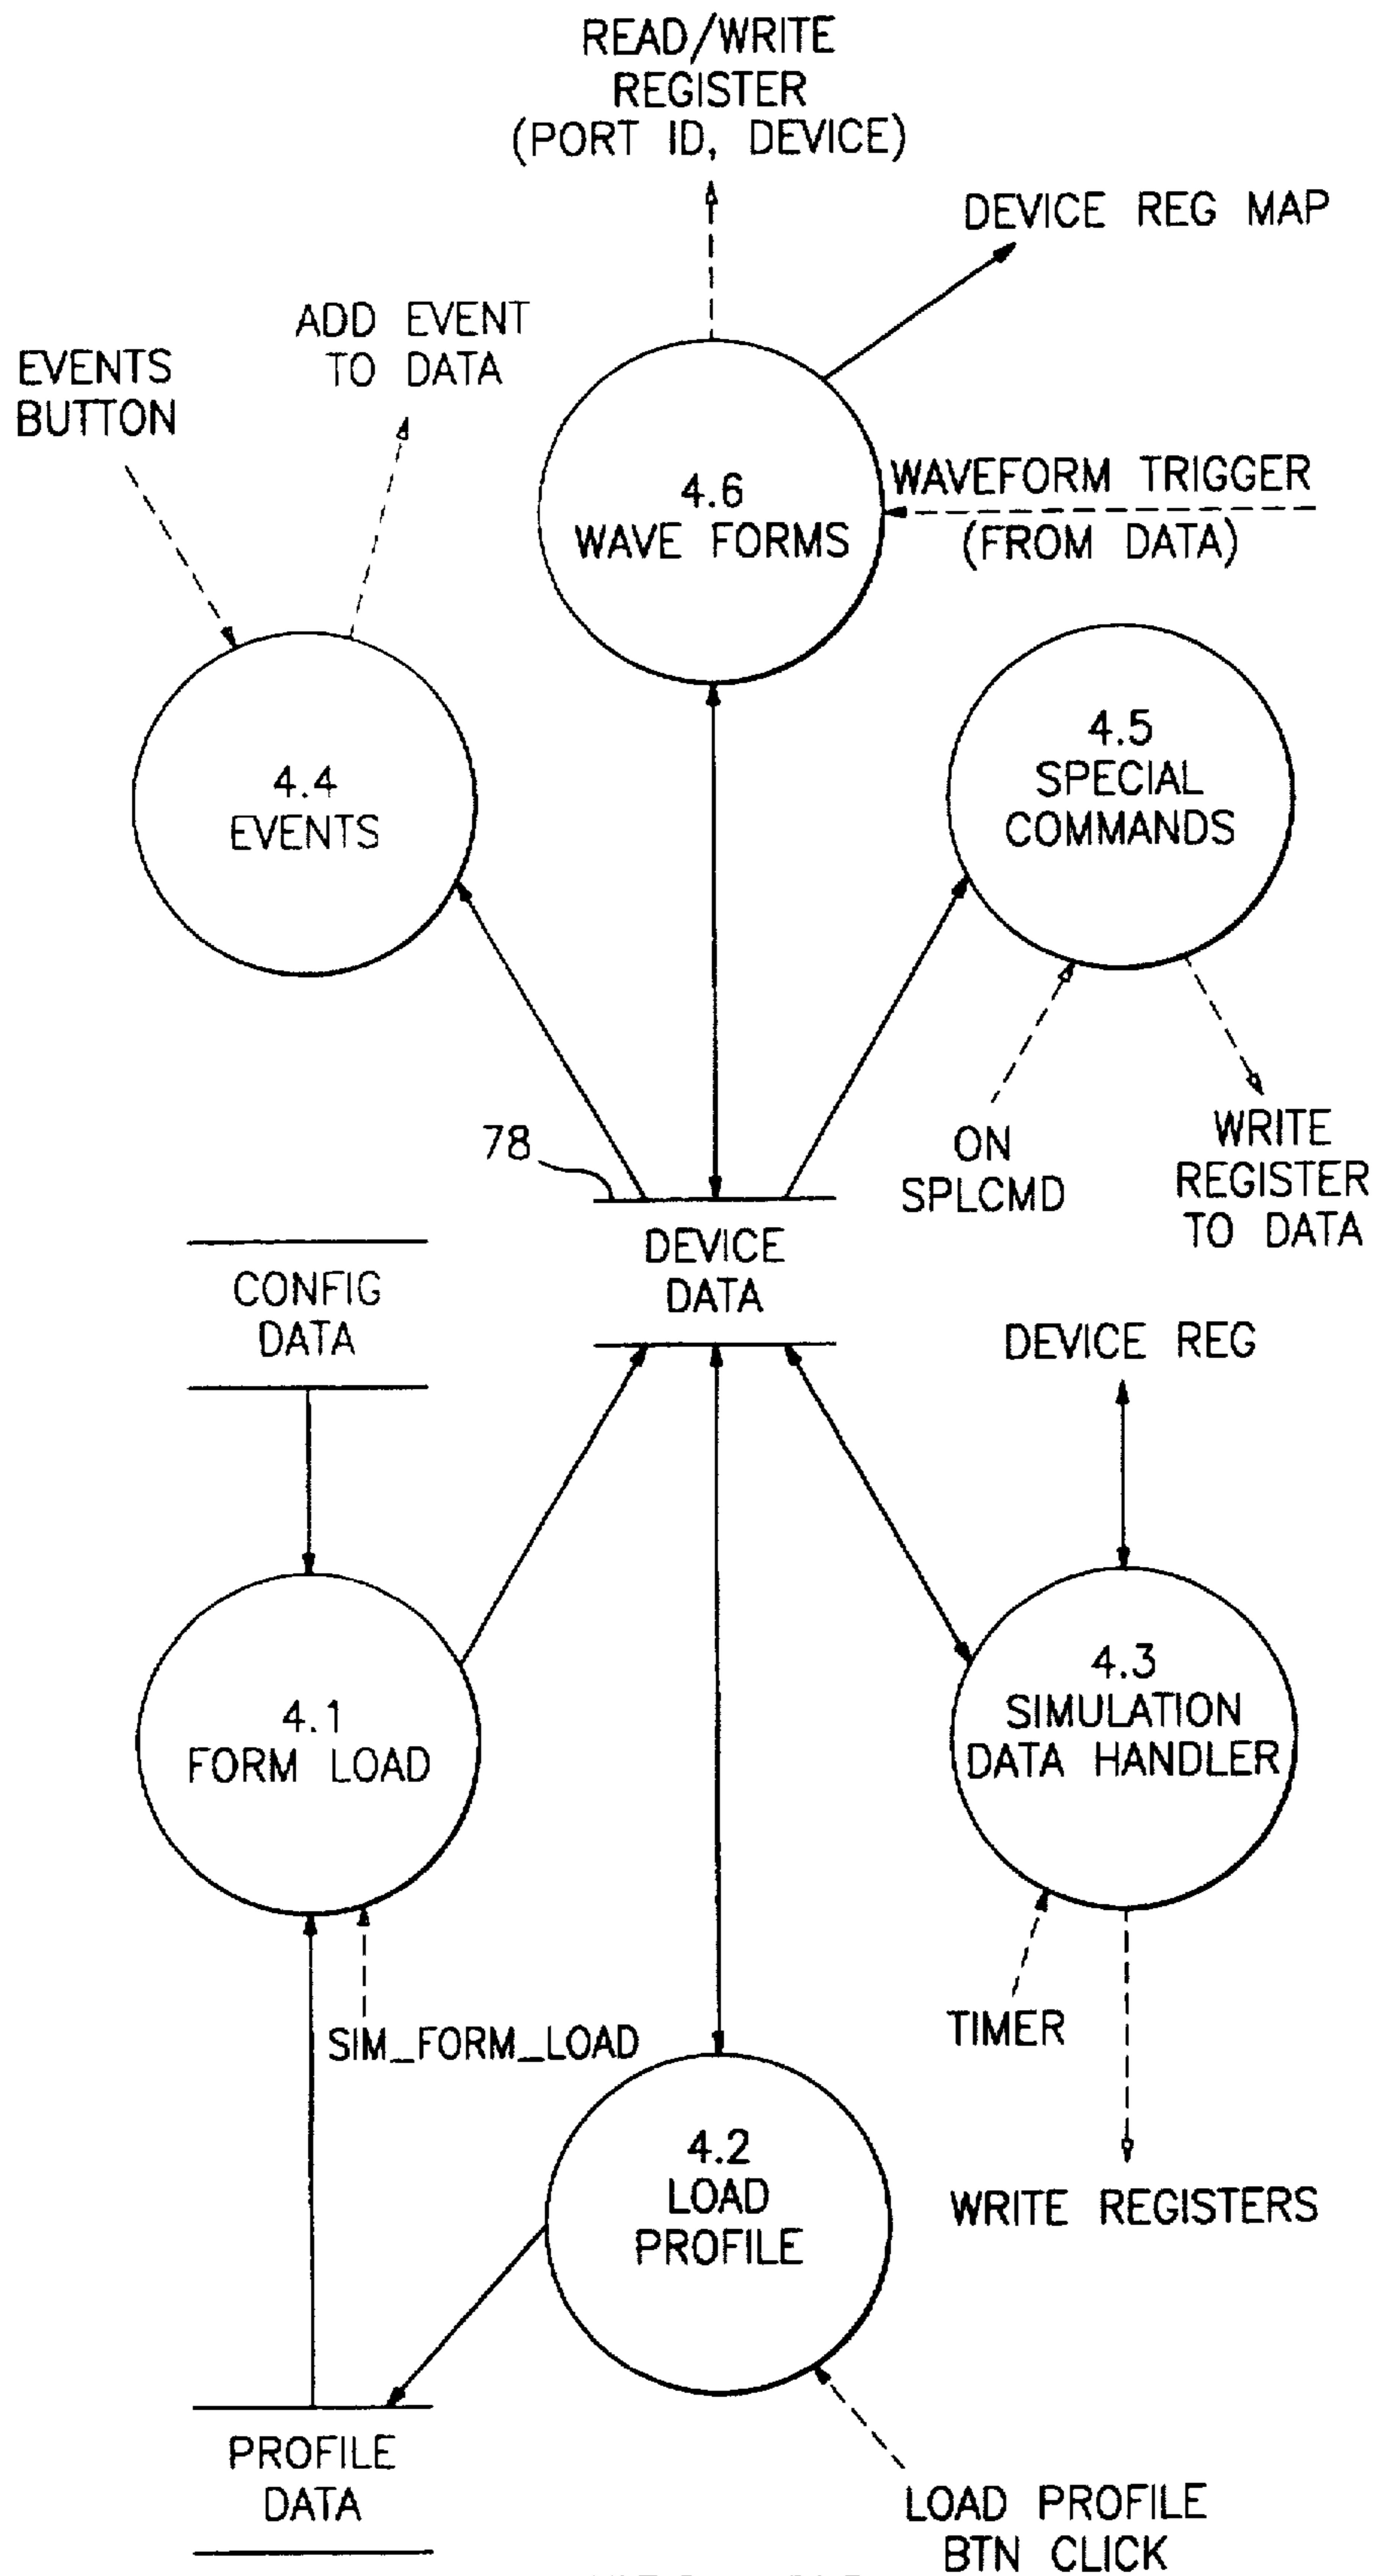 READ/WRITE
REGISTER
(PORT ID, DEVICE)
DEVICE REG MAP
ADD EVENT
TO DATA
EVENTS
BUTTON
4.6
WAVE FORMS
WAVEFORM TRIGGER
(FROM DATA)
4.4
EVENTS
4.5
SPECIAL
COMMANDS
78
ON
SPLCMD
WRITE
REGISTER
TO DATA
DEVICE
DATA
CONFIG
DATA
DEVICE REG
4.1
FORM LOAD
4.3
SIMULATION
DATA HANDLER
SIM_FORM_LOAD
TIMER
4.2
LOAD
PROFILE
WRITE REGISTERS
PROFILE
DATA
LOAD PROFILE
BTN CLICK